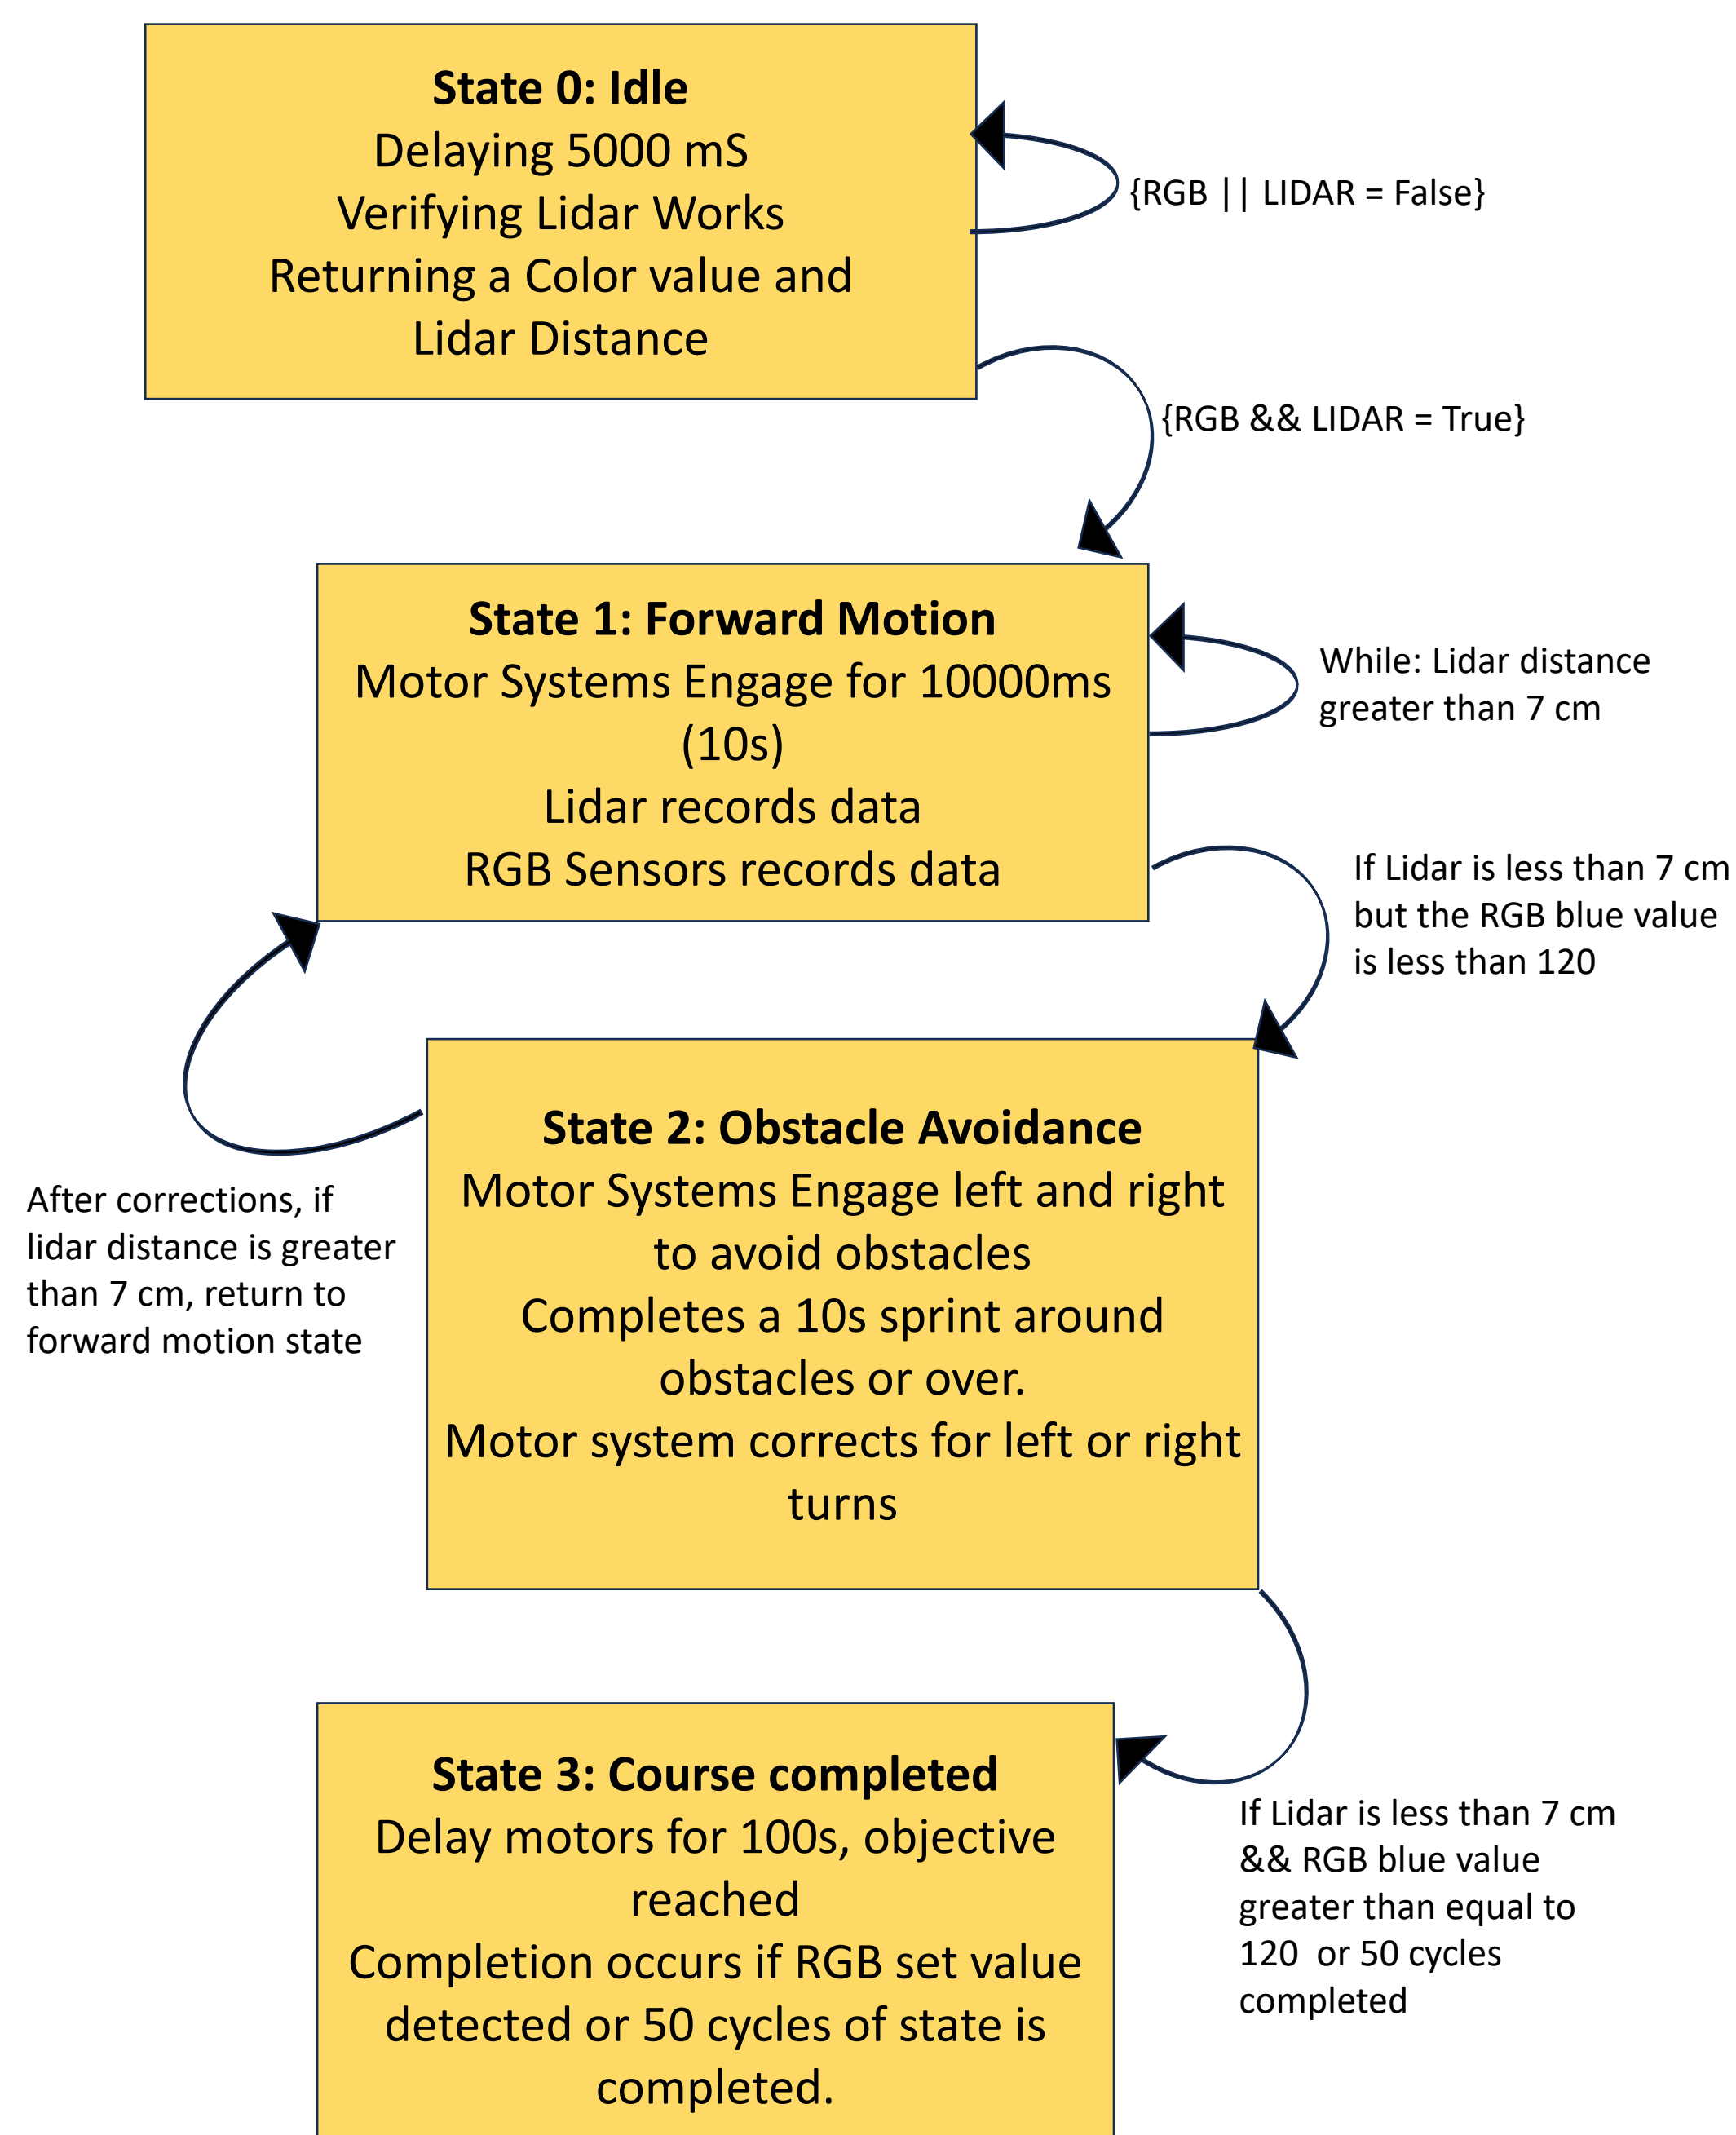 State 0: Idle
Delaying 5000 mS
Verifying Lidar Works
Returning a Color value and
Lidar Distance
{RGB || LIDAR = False}
{RGB && LIDAR = True}
State 1: Forward Motion
Motor Systems Engage for 10000ms
(10s)
Lidar records data
RGB Sensors records data
While: Lidar distance
greater than 7 cm
If Lidar is less than 7 cm
but the RGB blue value
is less than 120
State 2: Obstacle Avoidance
Motor Systems Engage left and right
to avoid obstacles
Completes a 10s sprint around
obstacles or over.
Motor system corrects for left or right
turns
After corrections, if
lidar distance is greater
than 7 cm, return to
forward motion state
State 3: Course completed
Delay motors for 100s, objective
reached
Completion occurs if RGB set value
detected or 50 cycles of state is
completed.
If Lidar is less than 7 cm
&& RGB blue value
greater than equal to
120  or 50 cycles
completed